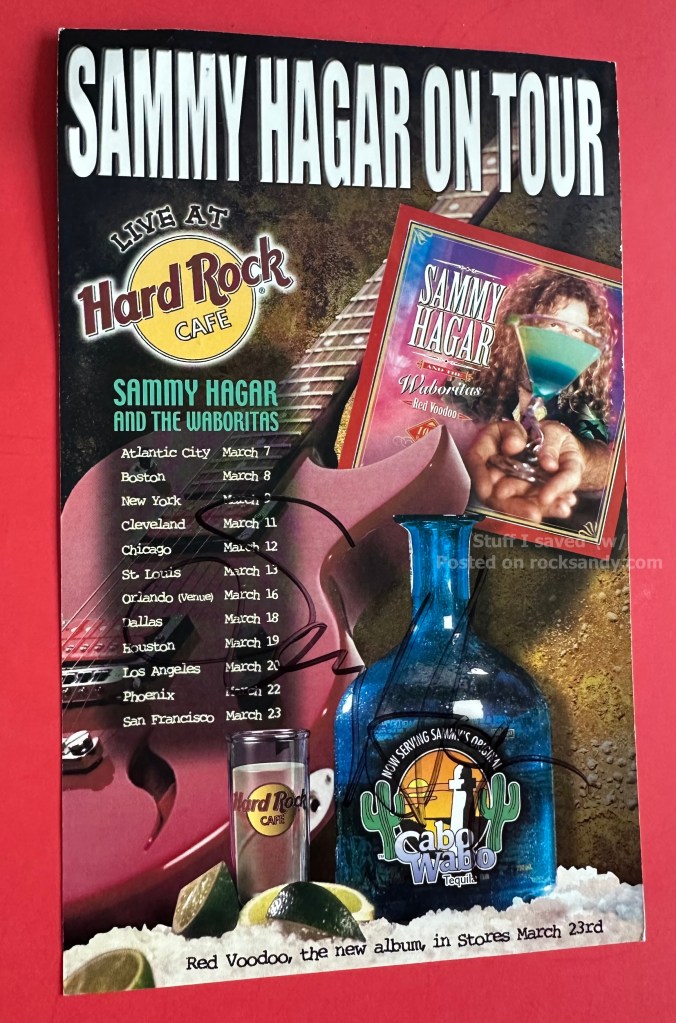 SAMMY HAGAR ON TOUR
LIVE AT
Hard Rock
CAFE
SAMMY HAGAR
AND THE WABORITAS
Atlantic City March 7
Boston March 8
New York March 9
Cleveland March 11
Chicago March 12
St. Louis March 13
Orlando (Venue) March 16
Dallas March 18
Houston March 19
Los Angeles March 20
Phoenix March 22
San Francisco March 23
SAMMY
HAGAR
AND THE
Waboritas
Red Voodoo
Stuff I saved /w/
Posted on rocksandy.com
NOW SERVING SAMMY'S ORIGINAL
Cabo
Wabo
Tequila
Hard Rock
CAFE
Red Voodoo, the new album, in Stores March 23rd